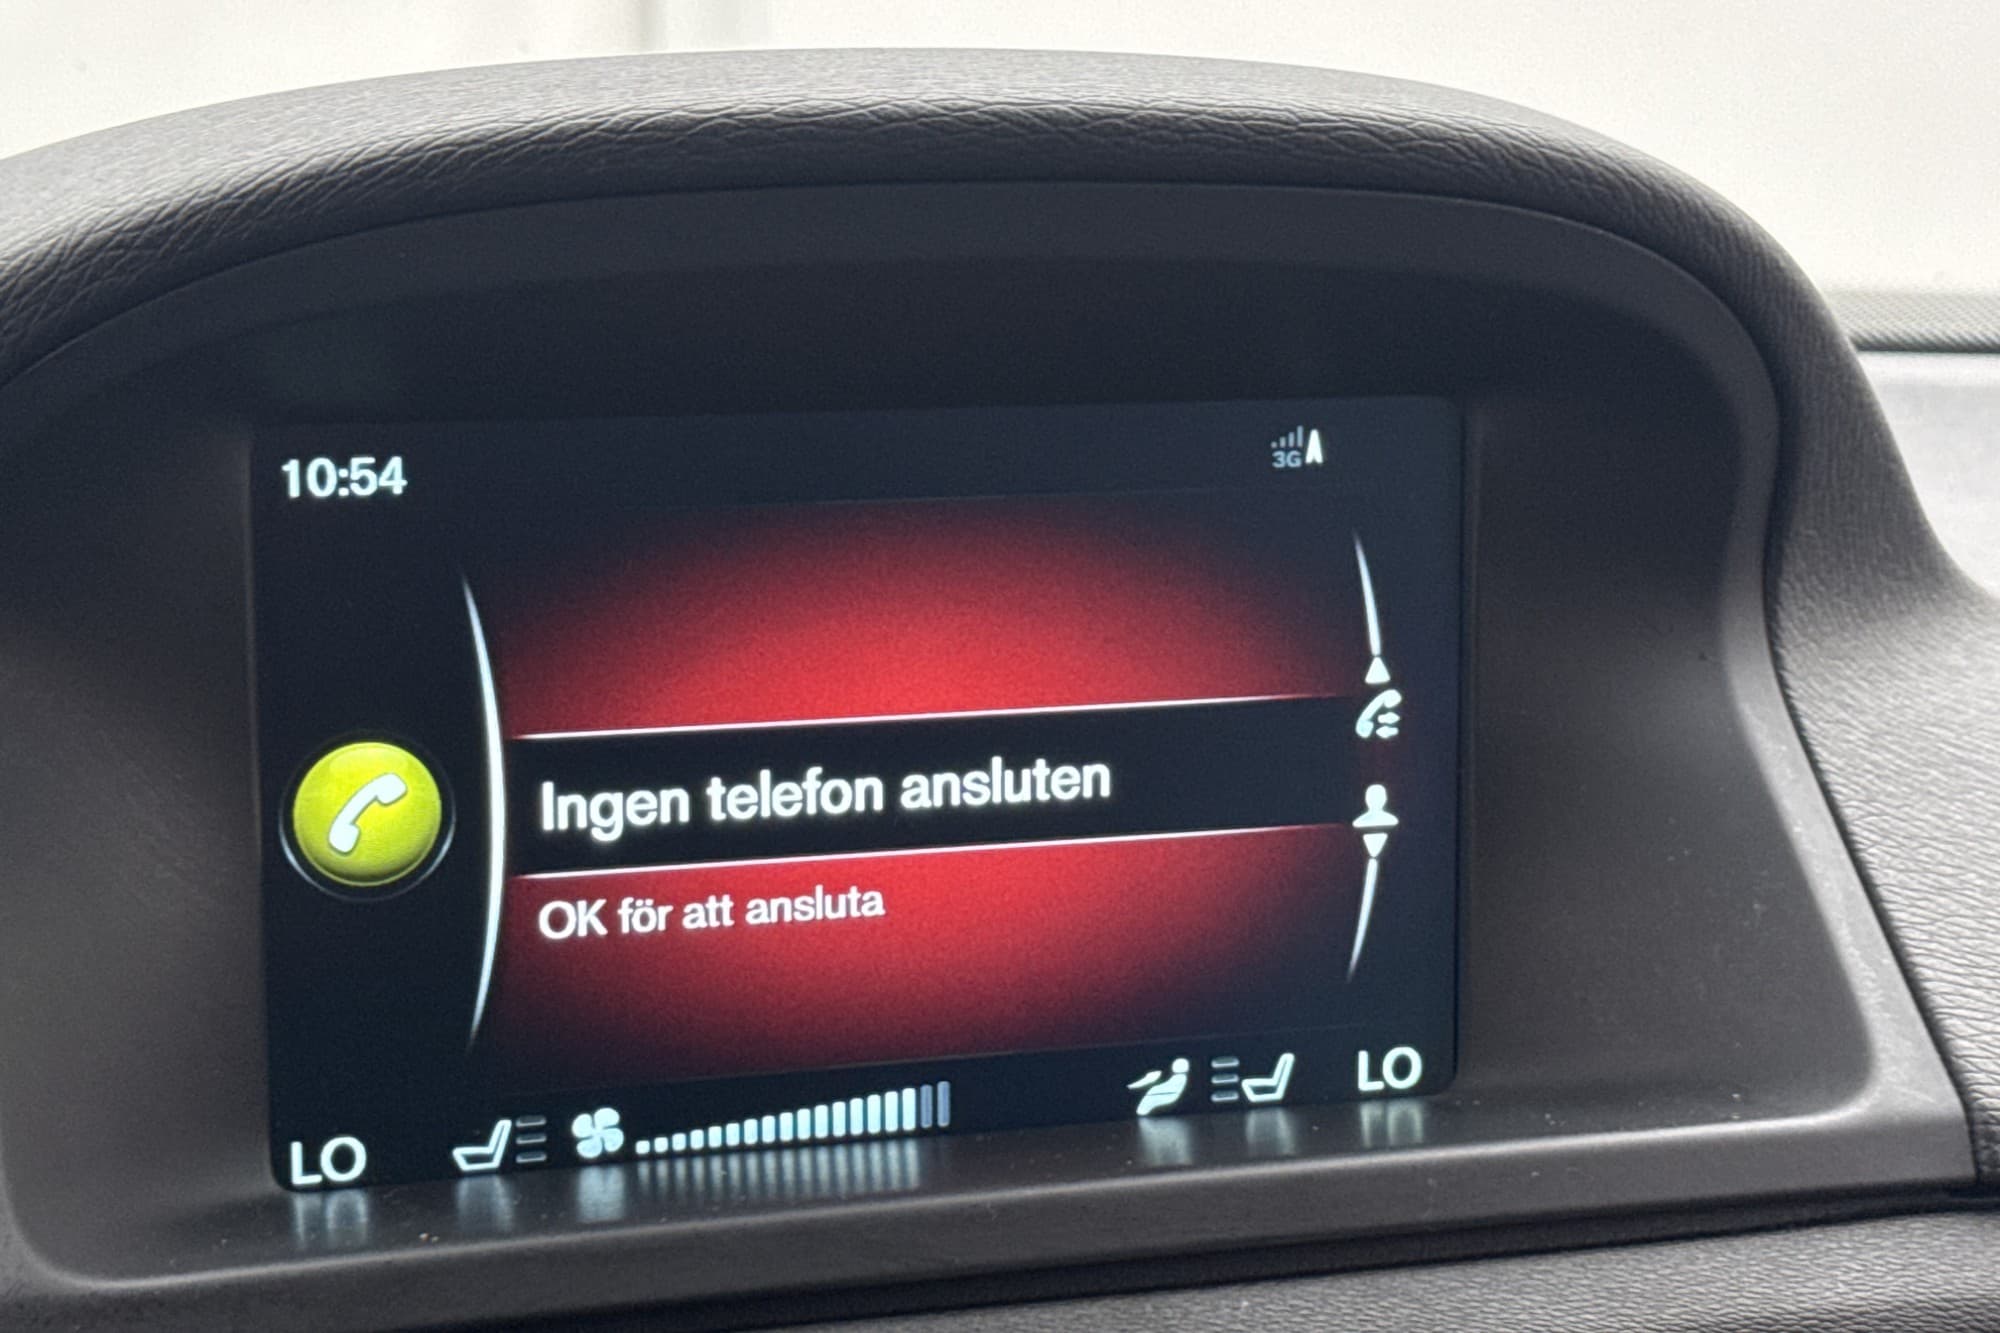 10:54
3G
Ingen telefon ansluten
OK för att ansluta
LO
LO